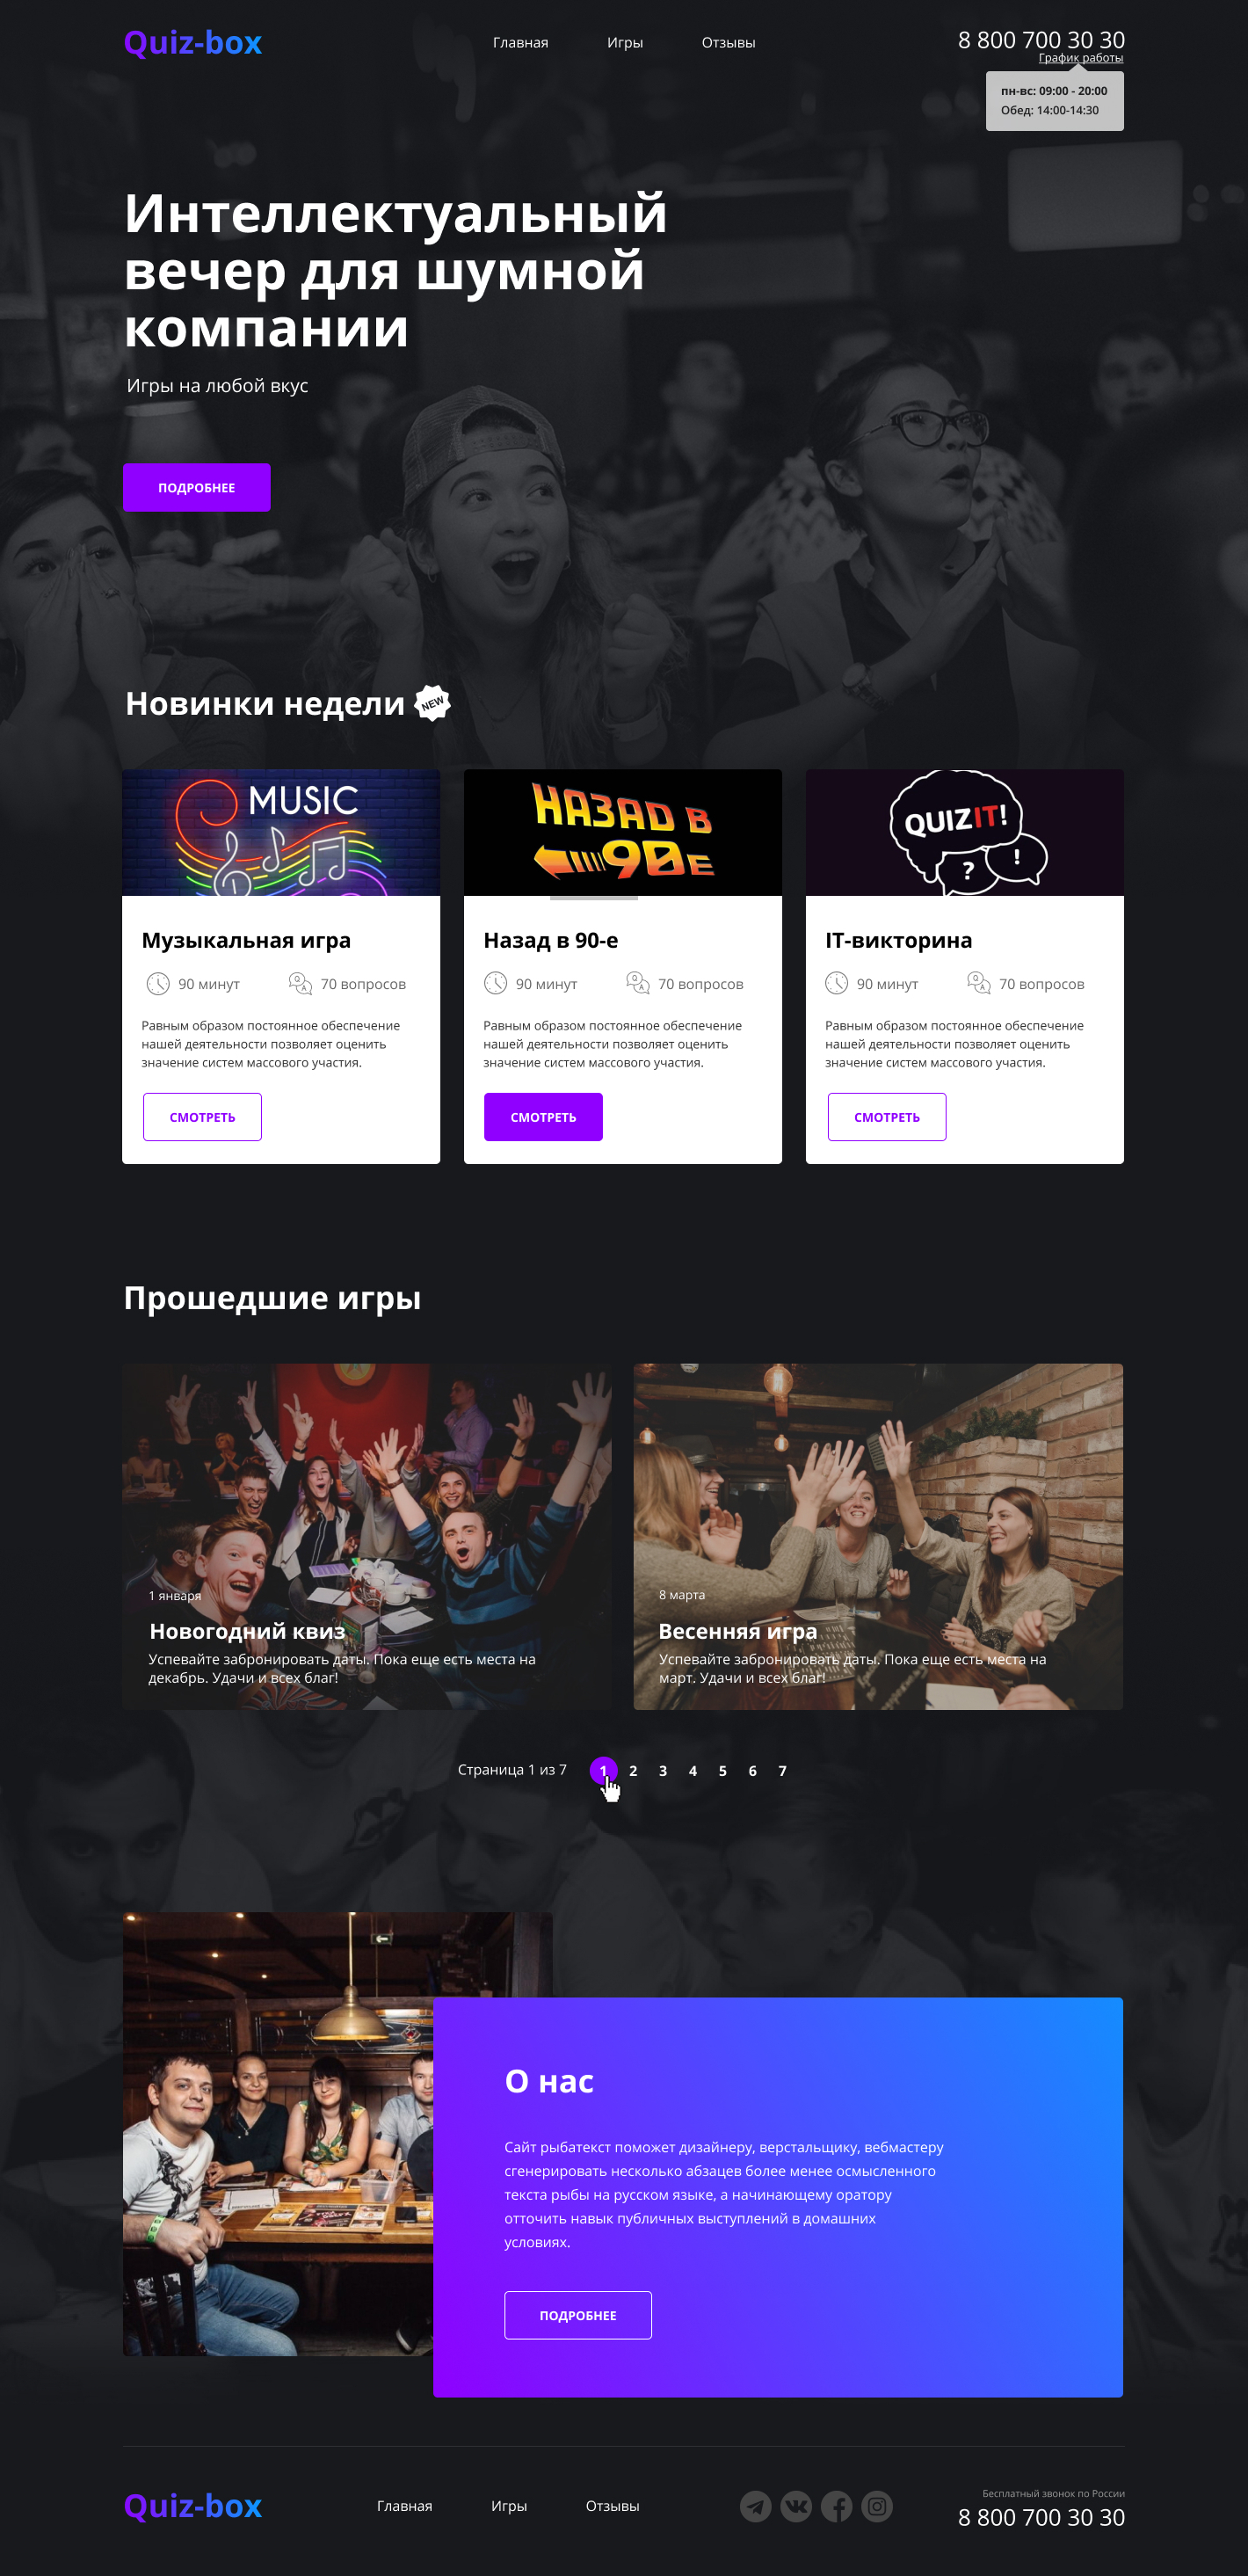 Quiz-box
Главная
Игры
Отзывы
8 800 700 30 30
График работы
пн-вс: 09:00 - 20:00
Обед: 14:00-14:30
Интеллектуальный
вечер для шумной
компании
Игры на любой вкус
ПОДРОБНЕЕ
Новинки недели
NEW
MUSIC
Музыкальная игра
90 минут
Q
A
70 вопросов
Равным образом постоянное обеспечение
нашей деятельности позволяет оценить
значение систем массового участия.
СМОТРЕТЬ
НАЗАД В
90Е
Назад в 90-е
90 минут
Q
A
70 вопросов
Равным образом постоянное обеспечение
нашей деятельности позволяет оценить
значение систем массового участия.
СМОТРЕТЬ
QUIZIT!
?
!
IT-викторина
90 минут
Q
A
70 вопросов
Равным образом постоянное обеспечение
нашей деятельности позволяет оценить
значение систем массового участия.
СМОТРЕТЬ
Прошедшие игры
1 января
Новогодний квиз
Успевайте забронировать даты. Пока еще есть места на
декабрь. Удачи и всех благ!
8 марта
Весенняя игра
Успевайте забронировать даты. Пока еще есть места на
март. Удачи и всех благ!
Страница 1 из 7
1 2 3 4 5 6 7
О нас
Сайт рыбатекст поможет дизайнеру, верстальщику, вебмастеру
сгенерировать несколько абзацев более менее осмысленного
текста рыбы на русском языке, а начинающему оратору
отточить навык публичных выступлений в домашних
условиях.
ПОДРОБНЕЕ
Quiz-box
Главная
Игры
Отзывы
Бесплатный звонок по России
8 800 700 30 30